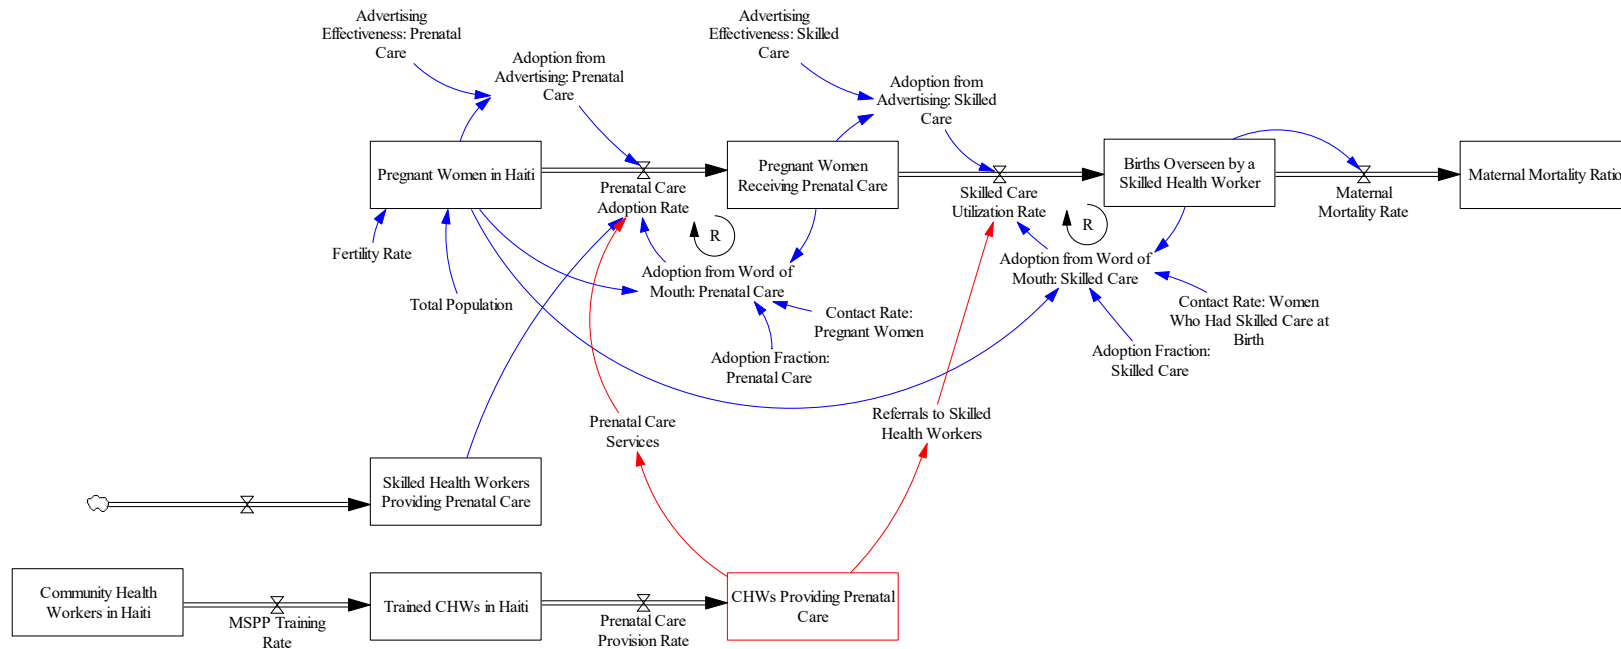 Advertising
Effectiveness: Prenatal
Care
Adoption from
Advertising: Prenatal
Care
Advertising
Effectiveness: Skilled
Care
Adoption from
Advertising: Skilled
Care
Pregnant Women in Haiti
Prenatal Care
Adoption Rate
Pregnant Women
Receiving Prenatal Care
Skilled Care
Utilization Rate
Births Overseen by a
Skilled Health Worker
Maternal
Mortality Rate
Maternal Mortality Ratio
R
R
Fertility Rate
Total Population
Adoption from Word of
Mouth: Prenatal Care
Contact Rate:
Pregnant Women
Adoption Fraction:
Prenatal Care
Adoption from Word of
Mouth: Skilled Care
Contact Rate: Women
Who Had Skilled Care at
Birth
Adoption Fraction:
Skilled Care
Prenatal Care
Services
Referrals to Skilled
Health Workers
Skilled Health Workers
Providing Prenatal Care
Community Health
Workers in Haiti
MSPP Training
Rate
Trained CHWs in Haiti
Prenatal Care
Provision Rate
CHWs Providing Prenatal
Care